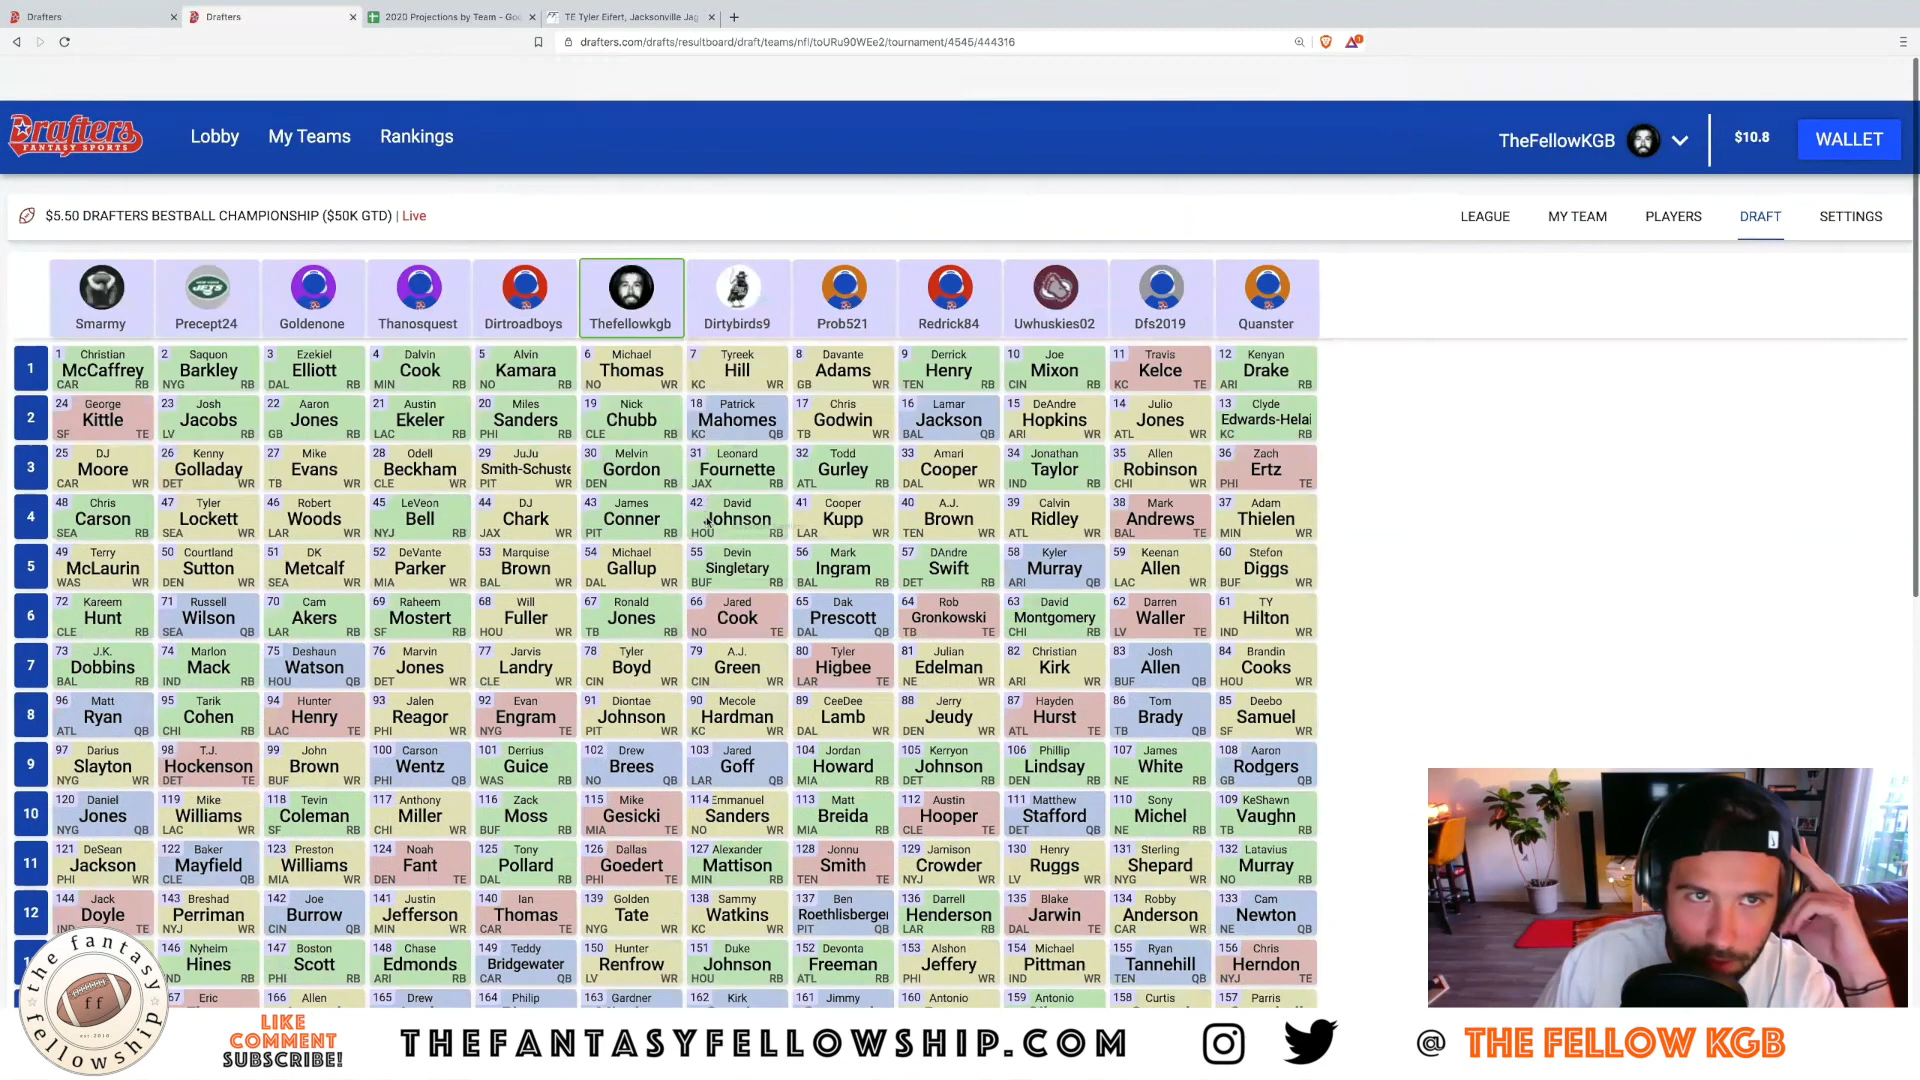 Drafters
Drafters
2020 Projections by Team - Goo
TE Tyler Eifert, Jacksonville Jag
drafters.com/drafts/resultboard/draft/teams/nfl/toURu90WEe2/tournament/4545/444316
Drafters
FANTASY SPORTS
Lobby My Teams Rankings
TheFellowKGB $10.8 WALLET
$5.50 DRAFTERS BESTBALL CHAMPIONSHIP ($50K GTD) | Live
LEAGUE MY TEAM PLAYERS DRAFT SETTINGS
Smarmy Precept24 Goldenone Thanosquest Dirtroadboys Thefellowkgb Dirtybirds9 Prob521 Redrick84 Uwhuskies02 Dfs2019 Quanster
1 Christian 2 Saquon 3 Ezekiel 4 Dalvin 5 Alvin 6 Michael 7 Tyreek 8 Davante 9 Derrick 10 Joe 11 Travis 12 Kenyan
1 McCaffrey Barkley Elliott Cook Kamara Thomas Hill Adams Henry Mixon Kelce Drake
CAR RB NYG RB DAL RB MIN RB NO RB NO WR KC WR GB WR TEN RB CIN RB KC TE ARI RB
24 George 23 Josh 22 Aaron 21 Austin 20 Miles 19 Nick 18 Patrick 17 Chris 16 Lamar 15 DeAndre 14 Julio 13 Clyde
2 Kittle Jacobs Jones Ekeler Sanders Chubb Mahomes Godwin Jackson Hopkins Jones Edwards-Helai
SF TE LV RB GB RB LAC RB PHI RB CLE RB KC QB TB WR BAL QB ARI WR ATL WR KC RB
25 DJ 26 Kenny 27 Mike 28 Odell 29 JuJu 30 Melvin 31 Leonard 32 Todd 33 Amari 34 Jonathan 35 Allen 36 Zach
3 Moore Golladay Evans Beckham Smith-Schuste Gordon Fournette Gurley Cooper Taylor Robinson Ertz
CAR WR DET WR TB WR CLE WR PIT WR DEN RB JAX RB ATL RB DAL WR IND RB CHI WR PHI TE
48 Chris 47 Tyler 46 Robert 45 LeVeon 44 DJ 43 James 42 David 41 Cooper 40 A.J. 39 Calvin 38 Mark 37 Adam
4 Carson Lockett Woods Bell Chark Conner Johnson Kupp Brown Ridley Andrews Thielen
SEA RB SEA WR LAR WR NYJ RB JAX WR PIT RB HOU RB LAR WR TEN WR ATL WR BAL TE MIN WR
49 Terry 50 Courtland 51 DK 52 DeVante 53 Marquise 54 Michael 55 Devin 56 Mark 57 DAndre 58 Kyler 59 Keenan 60 Stefon
5 McLaurin Sutton Metcalf Parker Brown Gallup Singletary Ingram Swift Murray Allen Diggs
WAS WR DEN WR SEA WR MIA WR BAL WR DAL WR BUF RB BAL RB DET RB ARI QB LAC WR BUF WR
72 Kareem 71 Russell 70 Cam 69 Raheem 68 Will 67 Ronald 66 Jared 65 Dak 64 Rob 63 David 62 Darren 61 TY
6 Hunt Wilson Akers Mostert Fuller Jones Cook Prescott Gronkowski Montgomery Waller Hilton
CLE RB SEA QB LAR RB SF RB HOU WR TB RB NO TE DAL QB TB TE CHI RB LV TE IND WR
73 J.K. 74 Marlon 75 Deshaun 76 Marvin 77 Jarvis 78 Tyler 79 A.J. 80 Tyler 81 Julian 82 Christian 83 Josh 84 Brandin
7 Dobbins Mack Watson Jones Landry Boyd Green Higbee Edelman Kirk Allen Cooks
BAL RB IND RB HOU QB DET WR CLE WR CIN WR CIN WR LAR TE NE WR ARI WR BUF QB HOU WR
96 Matt 95 Tarik 94 Hunter 93 Jalen 92 Evan 91 Diontae 90 Mecole 89 CeeDee 88 Jerry 87 Hayden 86 Tom 85 Deebo
8 Ryan Cohen Henry Reagor Engram Johnson Hardman Lamb Jeudy Hurst Brady Samuel
ATL QB CHI RB LAC TE PHI WR NYG TE PIT WR KC WR DAL WR DEN WR ATL TE TB QB SF WR
97 Darius 98 T.J. 99 John 100 Carson 101 Derrius 102 Drew 103 Jared 104 Jordan 105 Kerryon 106 Phillip 107 James 108 Aaron
9 Slayton Hockenson Brown Wentz Guice Brees Goff Howard Johnson Lindsay White Rodgers
NYG WR DET TE BUF WR PHI QB WAS RB NO QB LAR QB MIA RB DET RB DEN RB NE RB GB QB
120 Daniel 119 Mike 118 Tevin 117 Anthony 116 Zack 115 Mike 114 Emmanuel 113 Matt 112 Austin 111 Matthew 110 Sony 109 KeShawn
10 Jones Williams Coleman Miller Moss Gesicki Sanders Breida Hooper Stafford Michel Vaughn
NYG QB LAC WR SF RB CHI WR BUF RB MIA TE NO WR MIA RB CLE TE DET QB NE RB TB RB
121 DeSean 122 Baker 123 Preston 124 Noah 125 Tony 126 Dallas 127 Alexander 128 Jonnu 129 Jamison 130 Henry 131 Sterling 132 Latavius
11 Jackson Mayfield Williams Fant Pollard Goedert Mattison Smith Crowder Ruggs Shepard Murray
PHI WR CLE QB MIA WR DEN TE DAL RB PHI TE MIN RB TEN TE NYJ WR LV WR NYG WR NO RB
144 Jack 143 Breshad 142 Joe 141 Justin 140 Ian 139 Golden 138 Sammy 137 Ben 136 Darrell 135 Blake 134 Robby 133 Cam
12 Doyle Perriman Burrow Jefferson Thomas Tate Watkins Roethlisberger Henderson Jarwin Anderson Newton
TE NYJ WR CIN QB MIN WR CAR TE NYG WR KC WR PIT QB LAR RB DAL TE CAR WR NE QB
146 Nyheim 147 Boston 148 Chase 149 Teddy 150 Hunter 151 Duke 152 Devonta 153 Alshon 154 Michael 155 Ryan 156 Chris
Hines Scott Edmonds Bridgewater Renfrow Johnson Freeman Jeffery Pittman Tannehill Herndon
ND RB PHI RB ARI RB CAR QB LV WR HOU RB ATL RB PHI WR IND WR TEN QB NYJ TE
67 Eric 166 Allen 165 Drew 164 Philip 163 Gardner 162 Kirk 161 Jimmy 160 Antonio 159 Antonio 158 Curtis 157 Parris
the fantasy fellowship
ff
est. 2010
LIKE
COMMENT
SUBSCRIBE!
THEFANTASYFELLOWSHIP.COM
@ THE FELLOW KGB